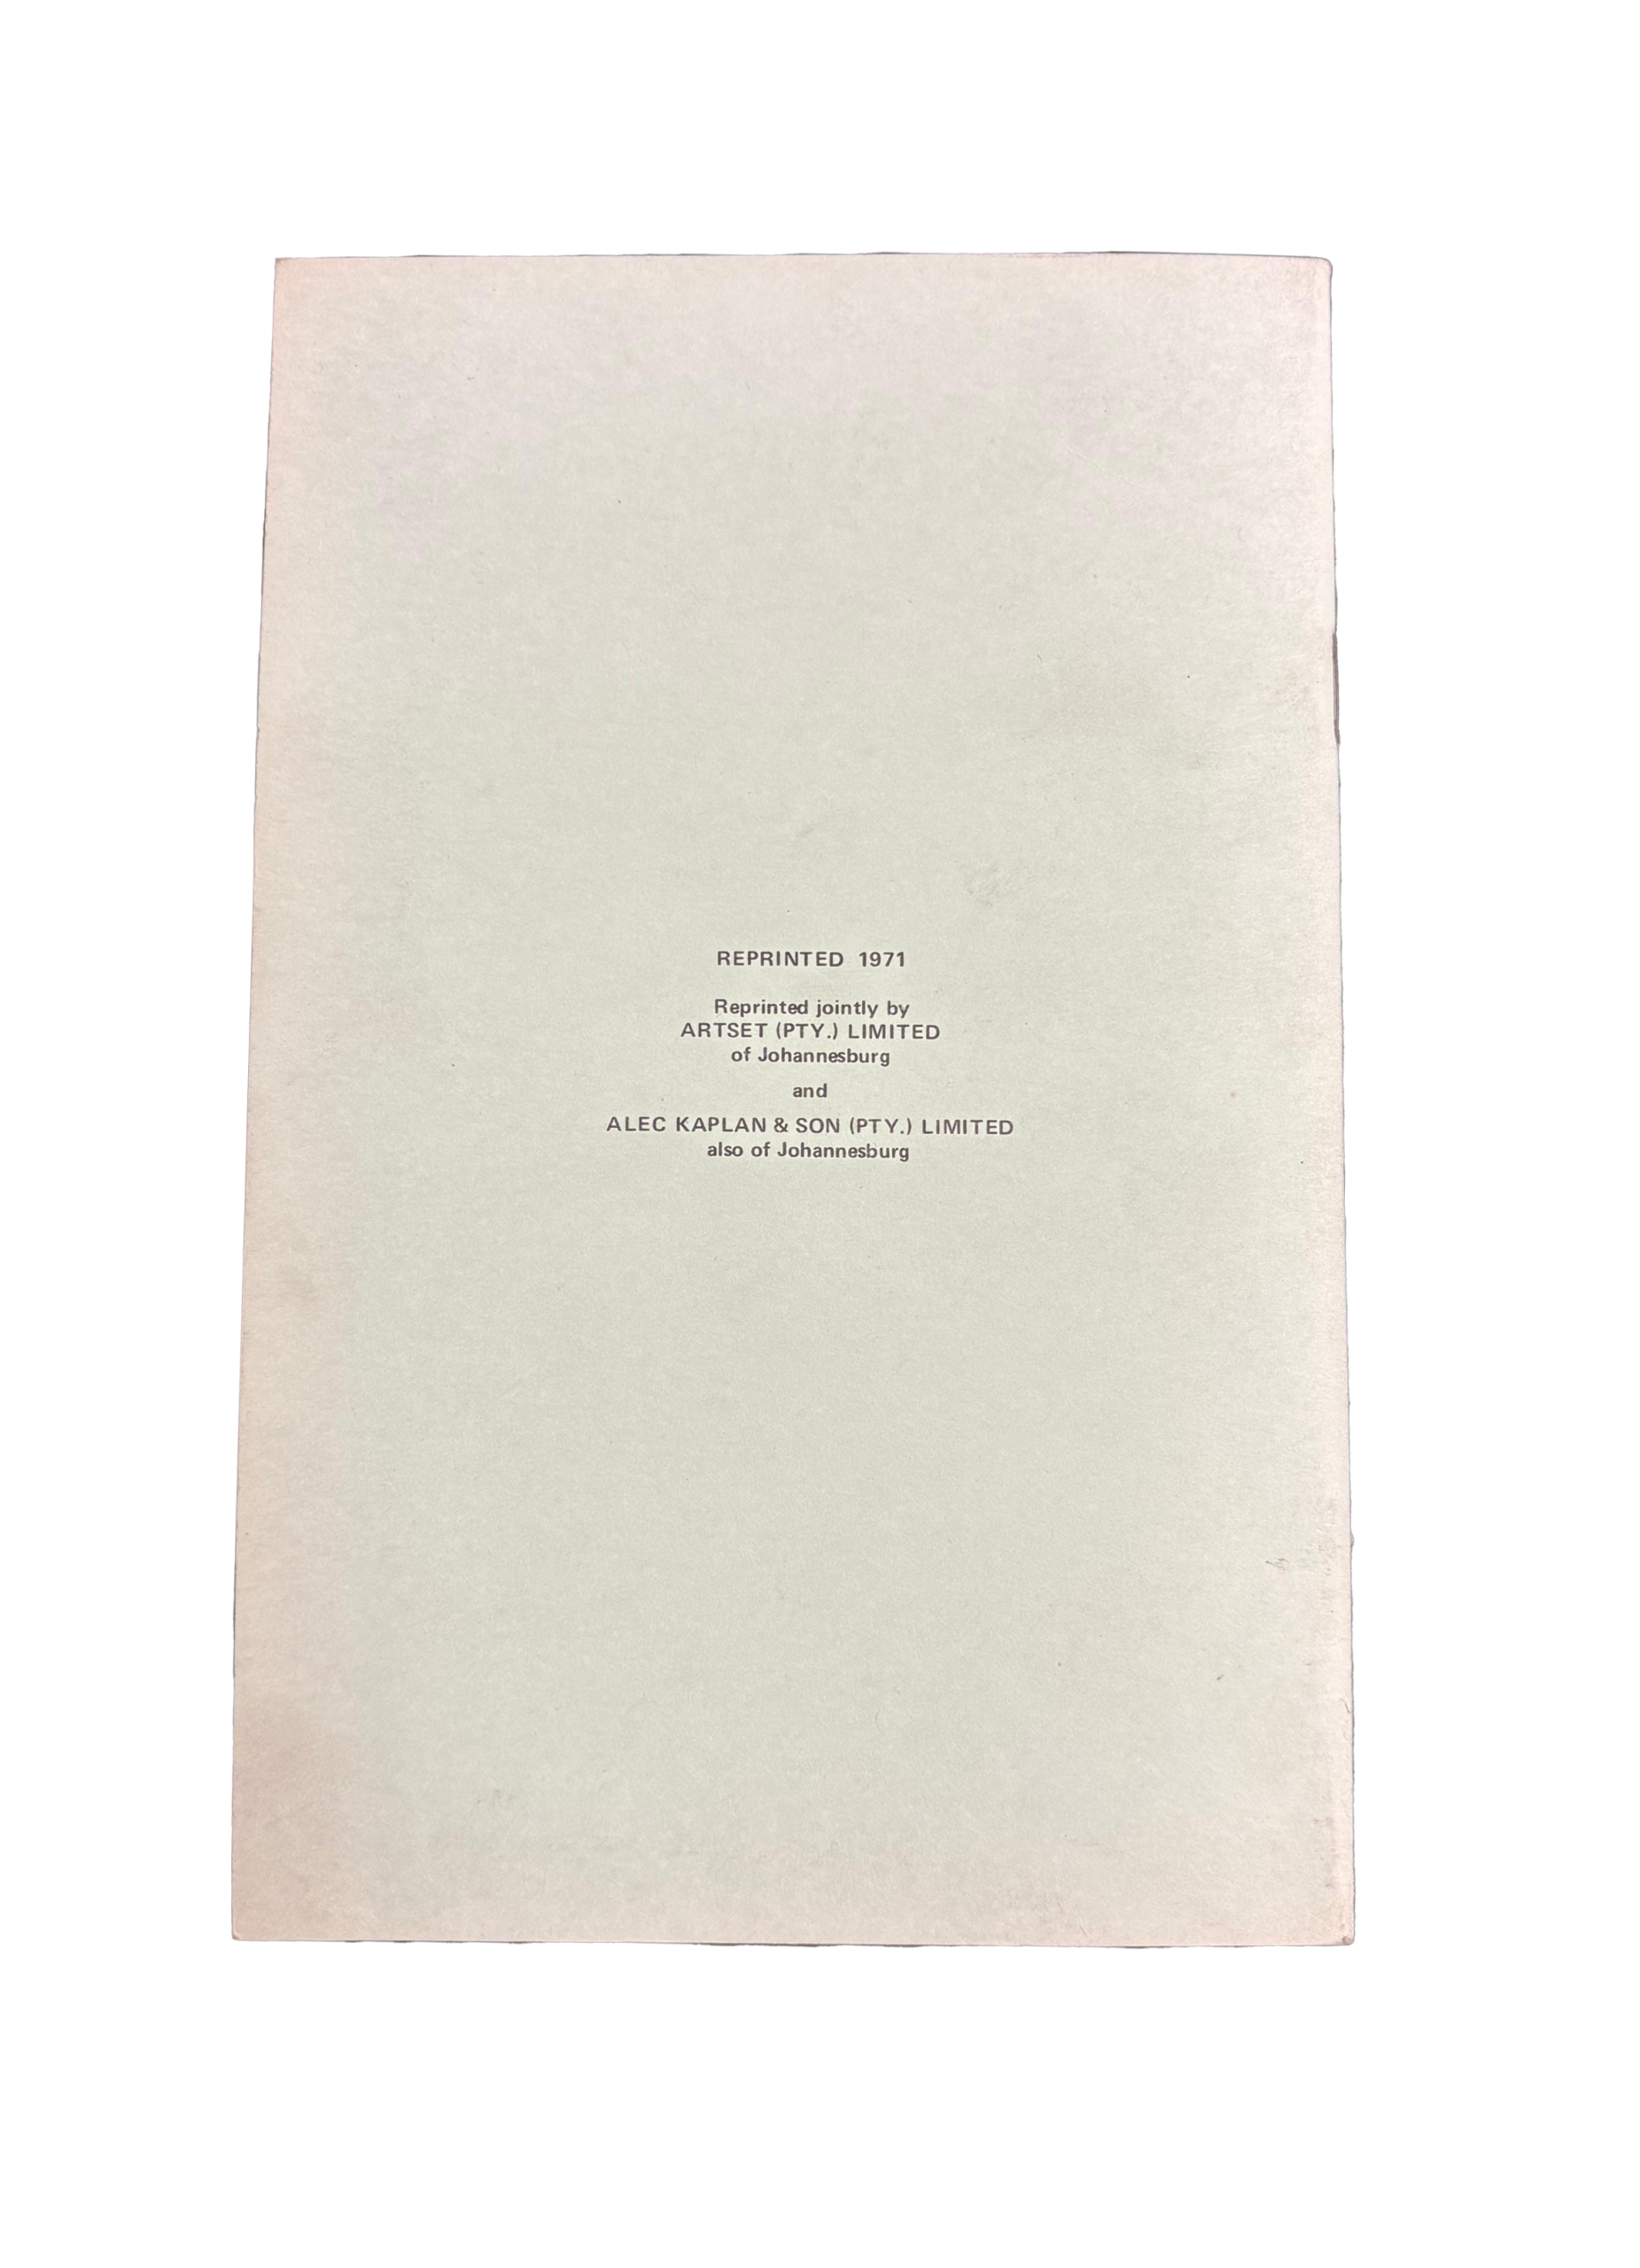 REPRINTED 1971
Reprinted jointly by
ARTSET (PTY.) LIMITED
of Johannesburg
and
ALEC KAPLAN & SON (PTY.) LIMITED
also of Johannesburg